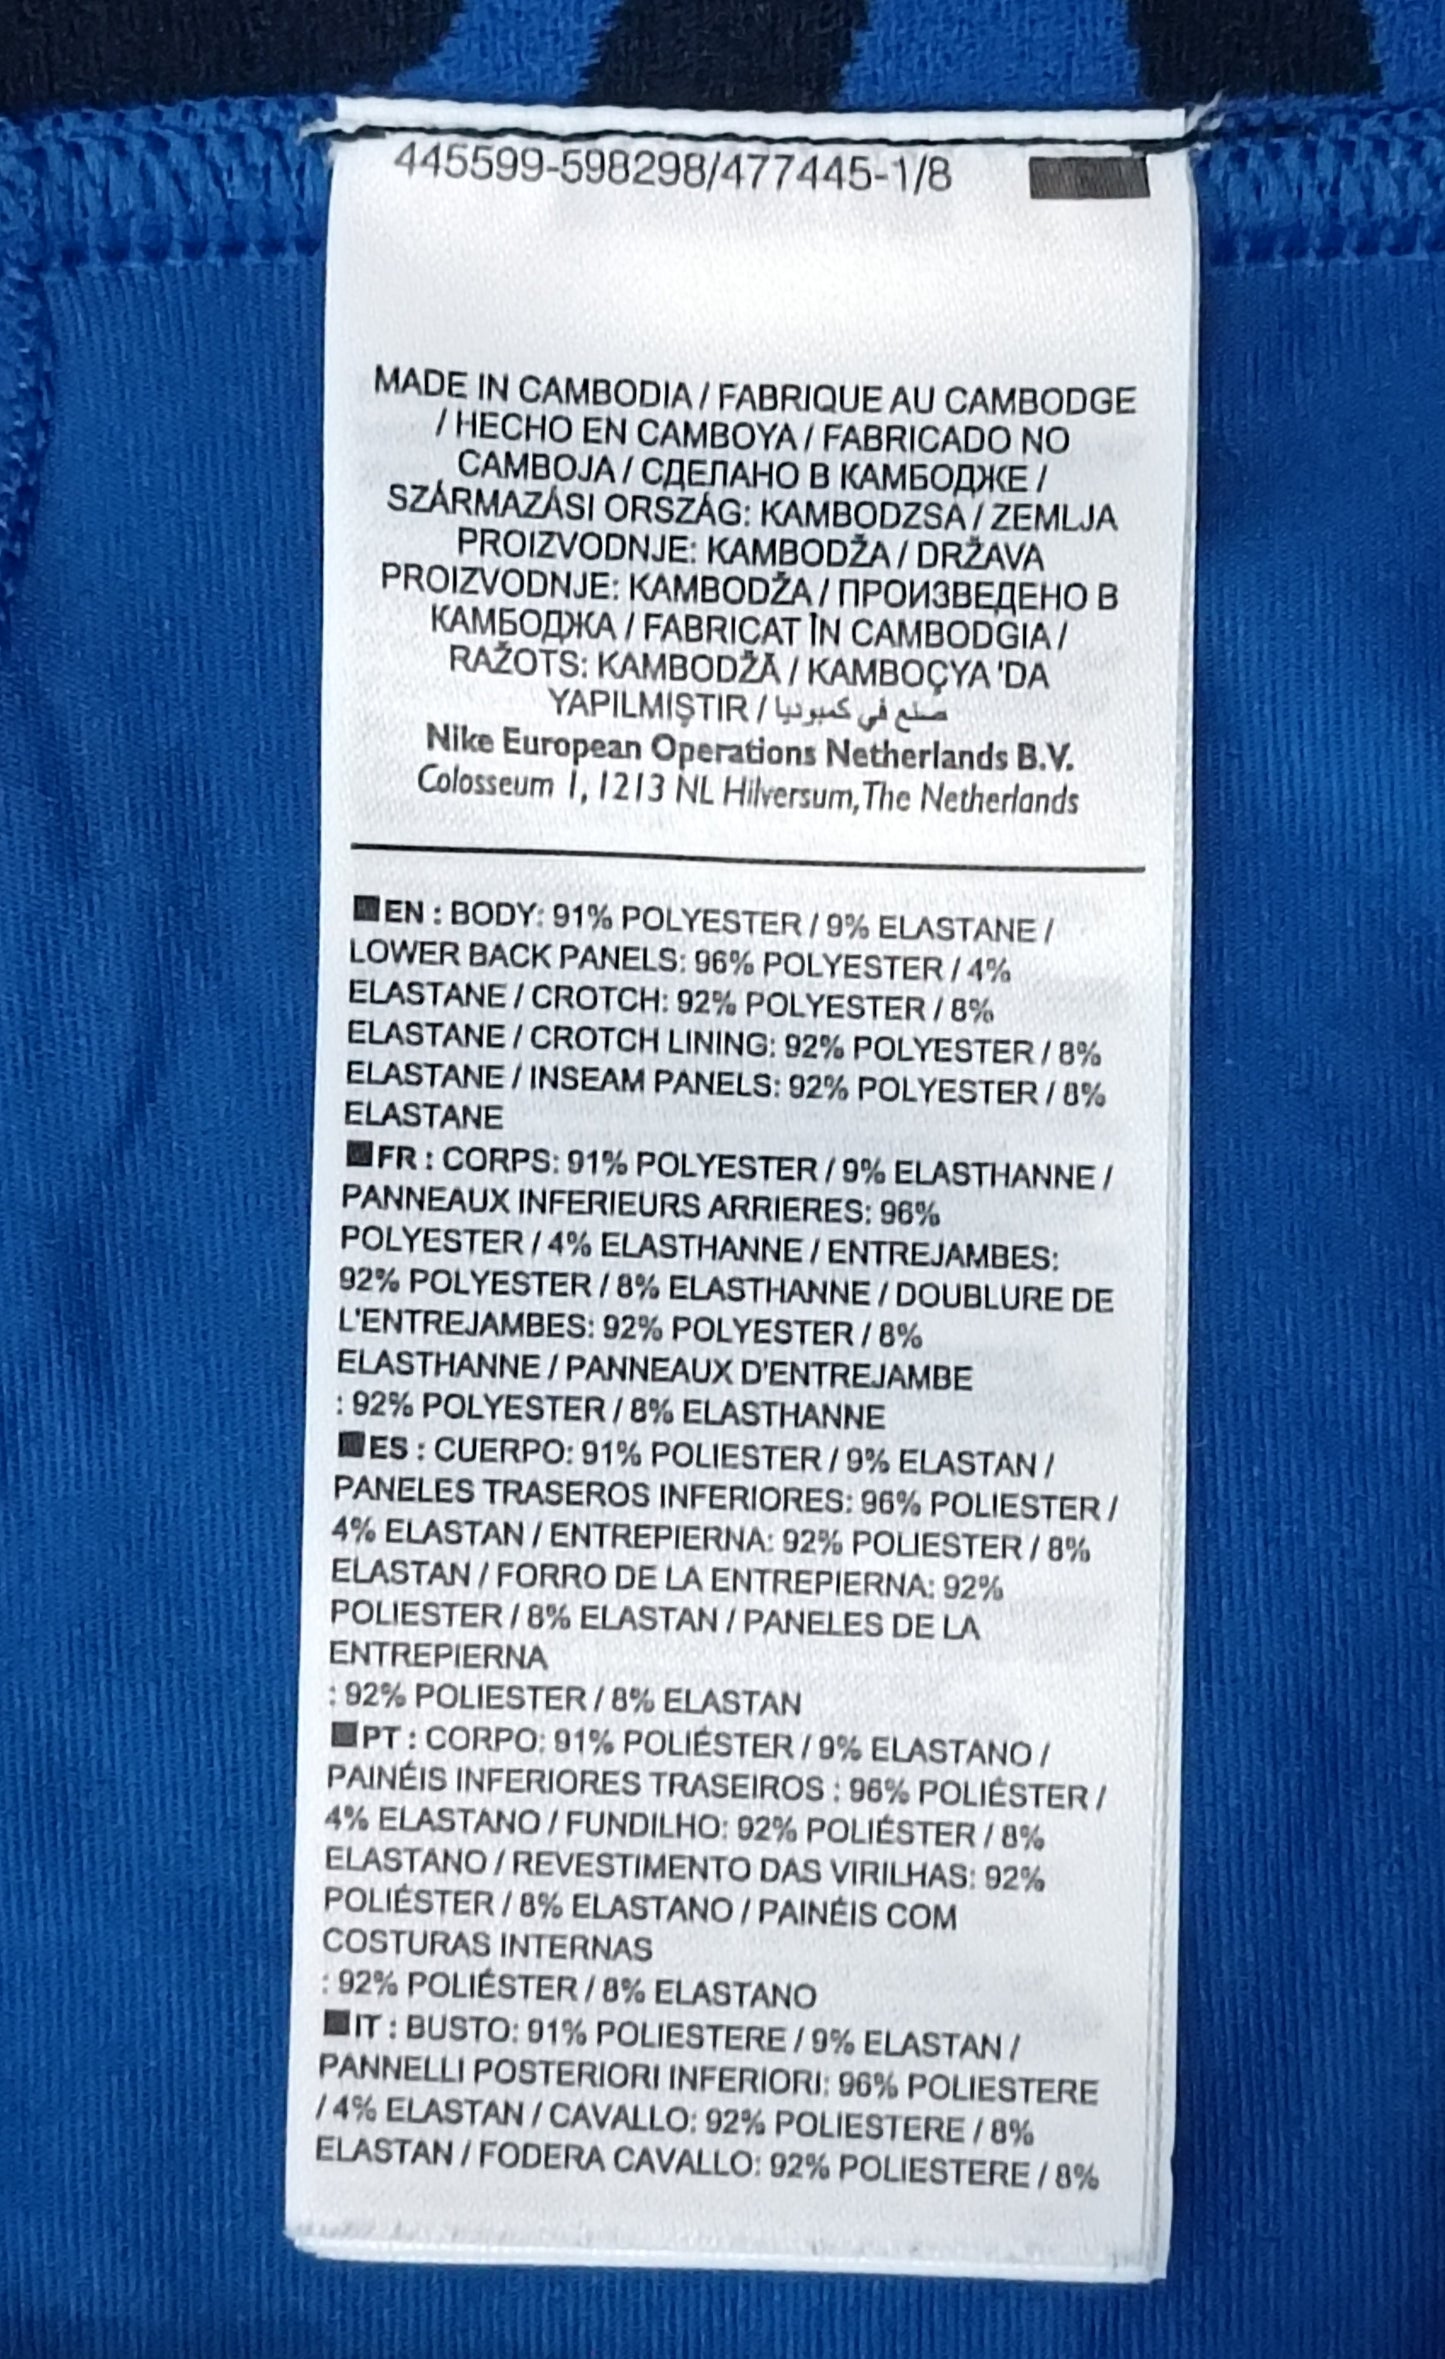 445599-598298/477445-1/8
MADE IN CAMBODIA / FABRIQUE AU CAMBODGE
/ HECHO EN CAMBOYA / FABRICADO NO
CAMBOJA / СДЕЛАНО В КАМБОДЖЕ /
SZÁRMAZÁSI ORSZÁG: KAMBODZSA / ZEMLJA
PROIZVODNJE: KAMBODŽA / DRŽAVA
PROIZVODNJE: KAMBODŽA / ПРОИЗВЕДЕНО В
КАМБОДЖА / FABRICAT ÎN CAMBODGIA /
RAŽOTS: KAMBODŽĀ / KAMBOÇYA 'DA
YAPILMIŞTIR / صنع في كمبوديا
Nike European Operations Netherlands B.V.
Colosseum 1, 1213 NL Hilversum, The Netherlands
EN : BODY: 91% POLYESTER / 9% ELASTANE /
LOWER BACK PANELS: 96% POLYESTER / 4%
ELASTANE / CROTCH: 92% POLYESTER / 8%
ELASTANE / CROTCH LINING: 92% POLYESTER / 8%
ELASTANE / INSEAM PANELS: 92% POLYESTER / 8%
ELASTANE
FR : CORPS: 91% POLYESTER / 9% ELASTHANNE /
PANNEAUX INFERIEURS ARRIERES: 96%
POLYESTER / 4% ELASTHANNE / ENTREJAMBES:
92% POLYESTER / 8% ELASTHANNE / DOUBLURE DE
L'ENTREJAMBES: 92% POLYESTER / 8%
ELASTHANNE / PANNEAUX D'ENTREJAMBE
: 92% POLYESTER / 8% ELASTHANNE
ES : CUERPO: 91% POLIESTER / 9% ELASTAN /
PANELES TRASEROS INFERIORES: 96% POLIESTER /
4% ELASTAN / ENTREPIERNA: 92% POLIESTER / 8%
ELASTAN / FORRO DE LA ENTREPIERNA: 92%
POLIESTER / 8% ELASTAN / PANELES DE LA
ENTREPIERNA
: 92% POLIESTER / 8% ELASTAN
PT : CORPO: 91% POLIÉSTER / 9% ELASTANO /
PAINÉIS INFERIORES TRASEIROS : 96% POLIÉSTER /
4% ELASTANO / FUNDILHO: 92% POLIÉSTER / 8%
ELASTANO / REVESTIMENTO DAS VIRILHAS: 92%
POLIÉSTER / 8% ELASTANO / PAINÉIS COM
COSTURAS INTERNAS
: 92% POLIÉSTER / 8% ELASTANO
IT : BUSTO: 91% POLIESTERE / 9% ELASTAN /
PANNELLI POSTERIORI INFERIORI: 96% POLIESTERE
/ 4% ELASTAN / CAVALLO: 92% POLIESTERE / 8%
ELASTAN / FODERA CAVALLO: 92% POLIESTERE / 8%